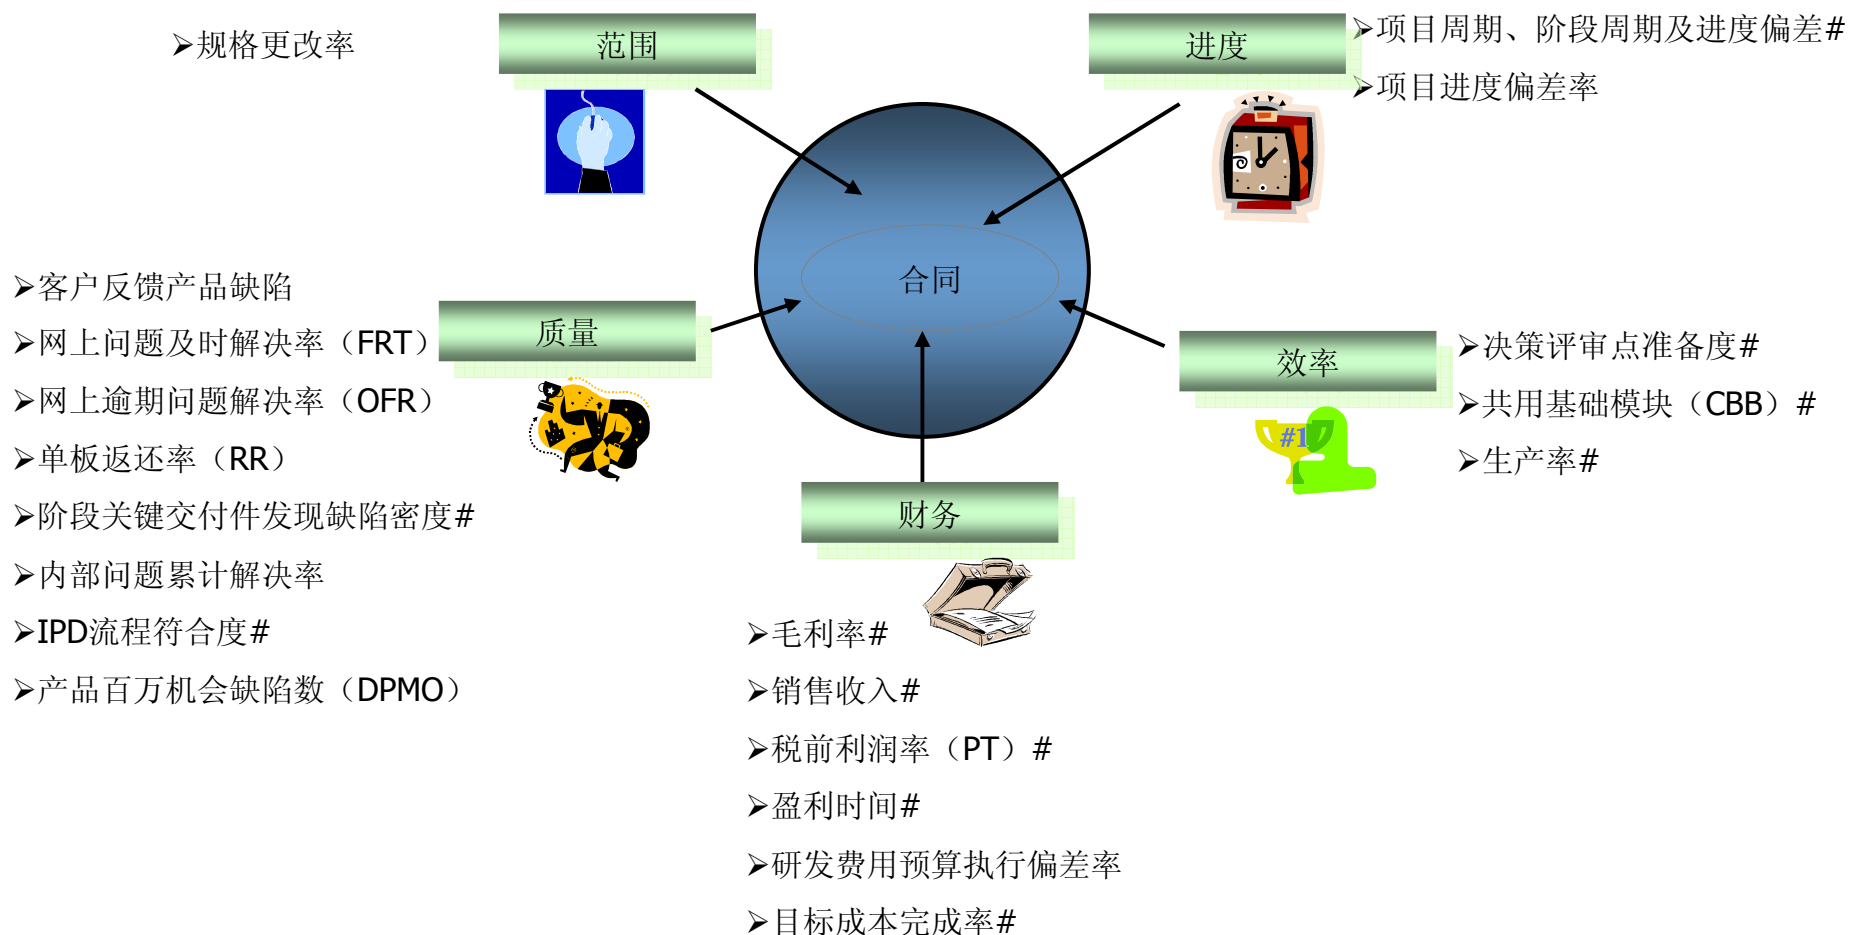 ➢规格更改率
范围
进度
➢项目周期、阶段周期及进度偏差#
➢项目进度偏差率
合同
➢客户反馈产品缺陷
➢网上问题及时解决率（FRT）
➢网上逾期问题解决率（OFR）
➢单板返还率（RR）
➢阶段关键交付件发现缺陷密度#
➢内部问题累计解决率
➢IPD流程符合度#
➢产品百万机会缺陷数（DPMO）
质量
效率
➢决策评审点准备度#
➢共用基础模块（CBB）#
➢生产率#
#1
财务
➢毛利率#
➢销售收入#
➢税前利润率（PT）#
➢盈利时间#
➢研发费用预算执行偏差率
➢目标成本完成率#